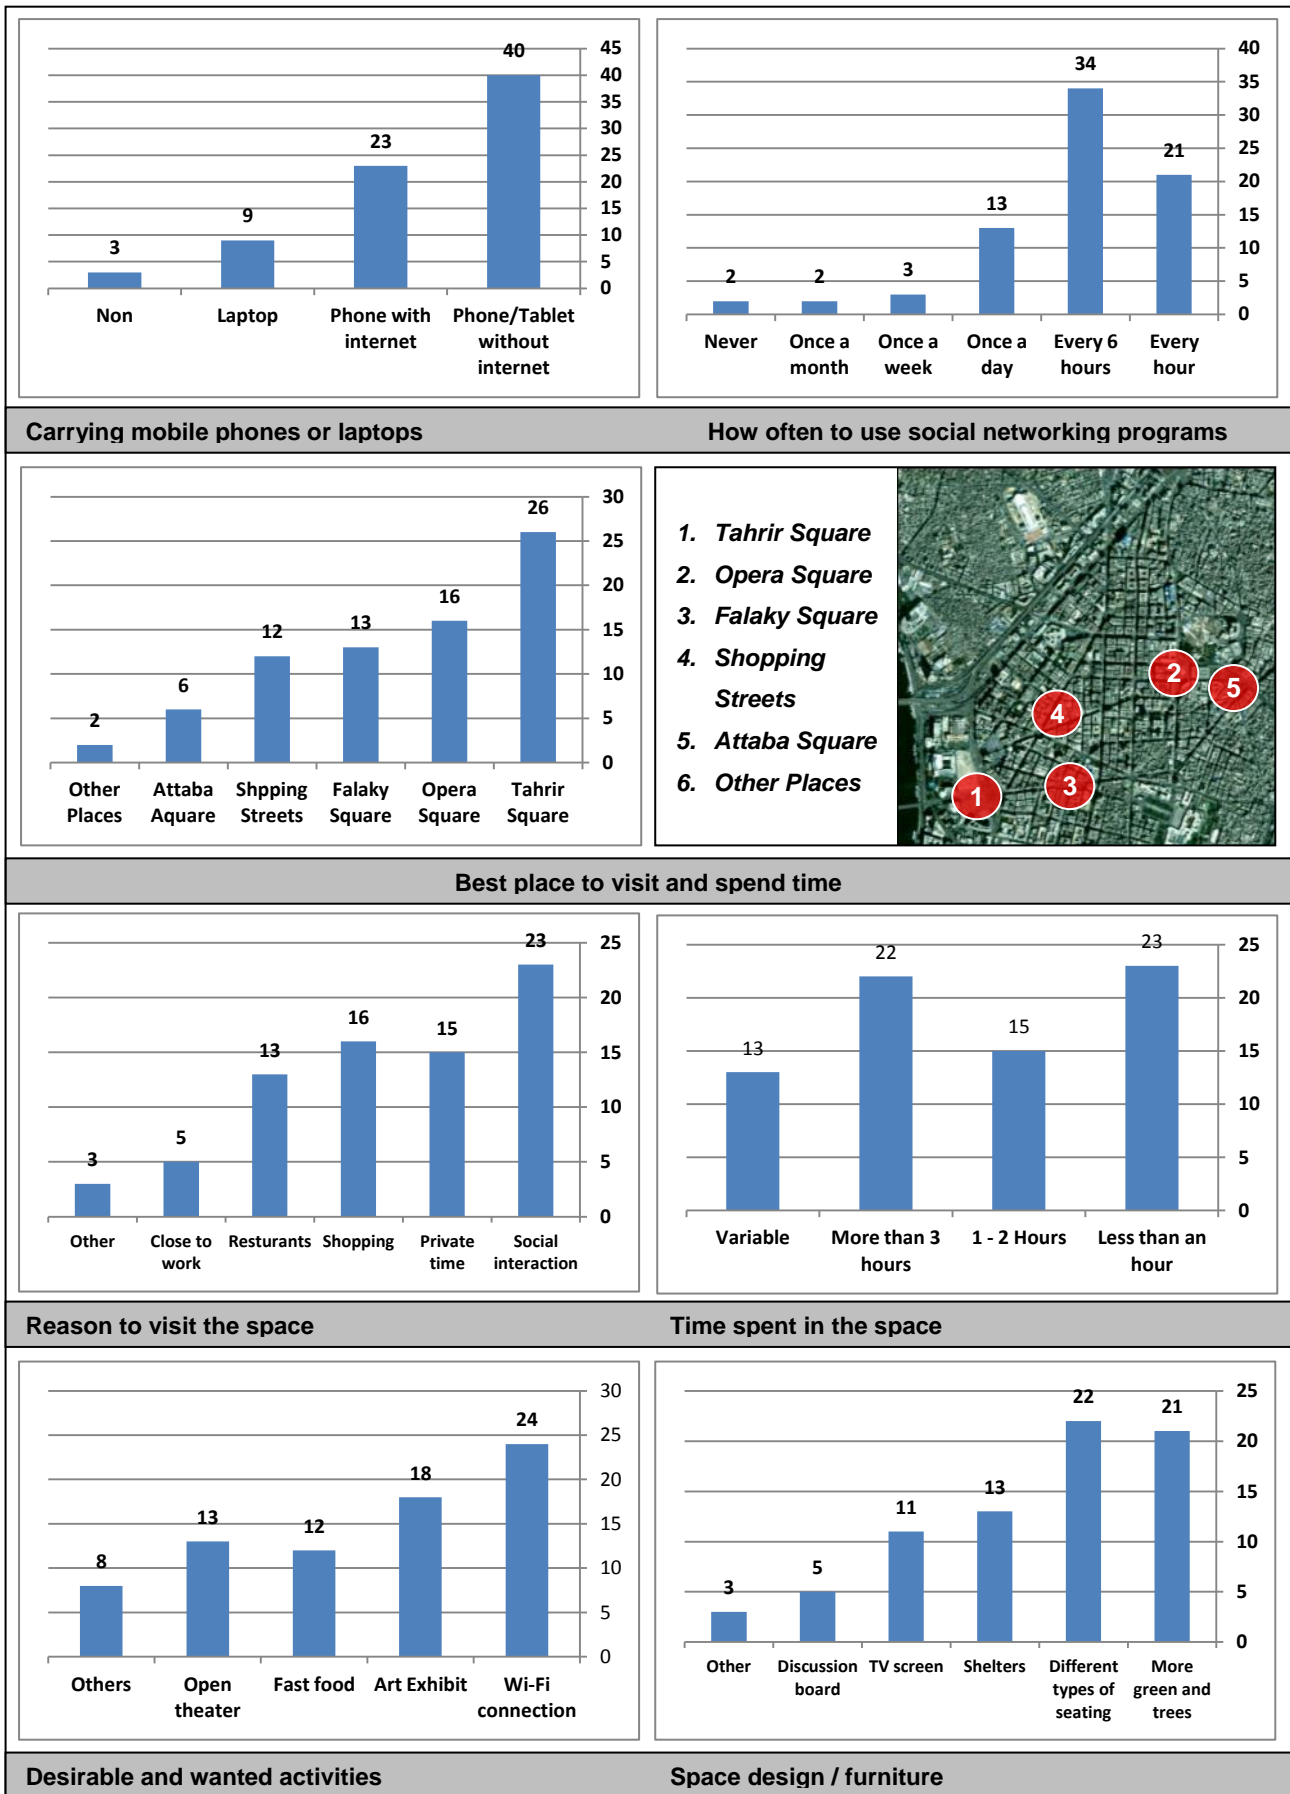 45
40
35
30
25
20
15
10
5
0
3
9
23
40
Non
Laptop
Phone with
internet
Phone/Tablet
without
internet
40
35
30
25
20
15
10
5
0
2
2
3
13
34
21
Never
Once a
month
Once a
week
Once a
day
Every 6
hours
Every
hour
Carrying mobile phones or laptops
How often to use social networking programs
30
25
20
15
10
5
0
2
6
12
13
16
26
Other
Places
Attaba
Aquare
Shpping
Streets
Falaky
Square
Opera
Square
Tahrir
Square
1. Tahrir Square
2. Opera Square
3. Falaky Square
4. Shopping
Streets
5. Attaba Square
6. Other Places
2
5
4
3
1
Best place to visit and spend time
25
20
15
10
5
0
3
5
13
16
15
23
Other
Close to
work
Resturants
Shopping
Private
time
Social
interaction
25
20
15
10
5
0
13
22
15
23
Variable
More than 3
hours
1 - 2 Hours
Less than an
hour
Reason to visit the space
Time spent in the space
30
25
20
15
10
5
0
8
13
12
18
24
Others
Open
theater
Fast food
Art Exhibit
Wi-Fi
connection
25
20
15
10
5
0
3
5
11
13
22
21
Other
Discussion
board
TV screen
Shelters
Different
types of
seating
More
green and
trees
Desirable and wanted activities
Space design / furniture